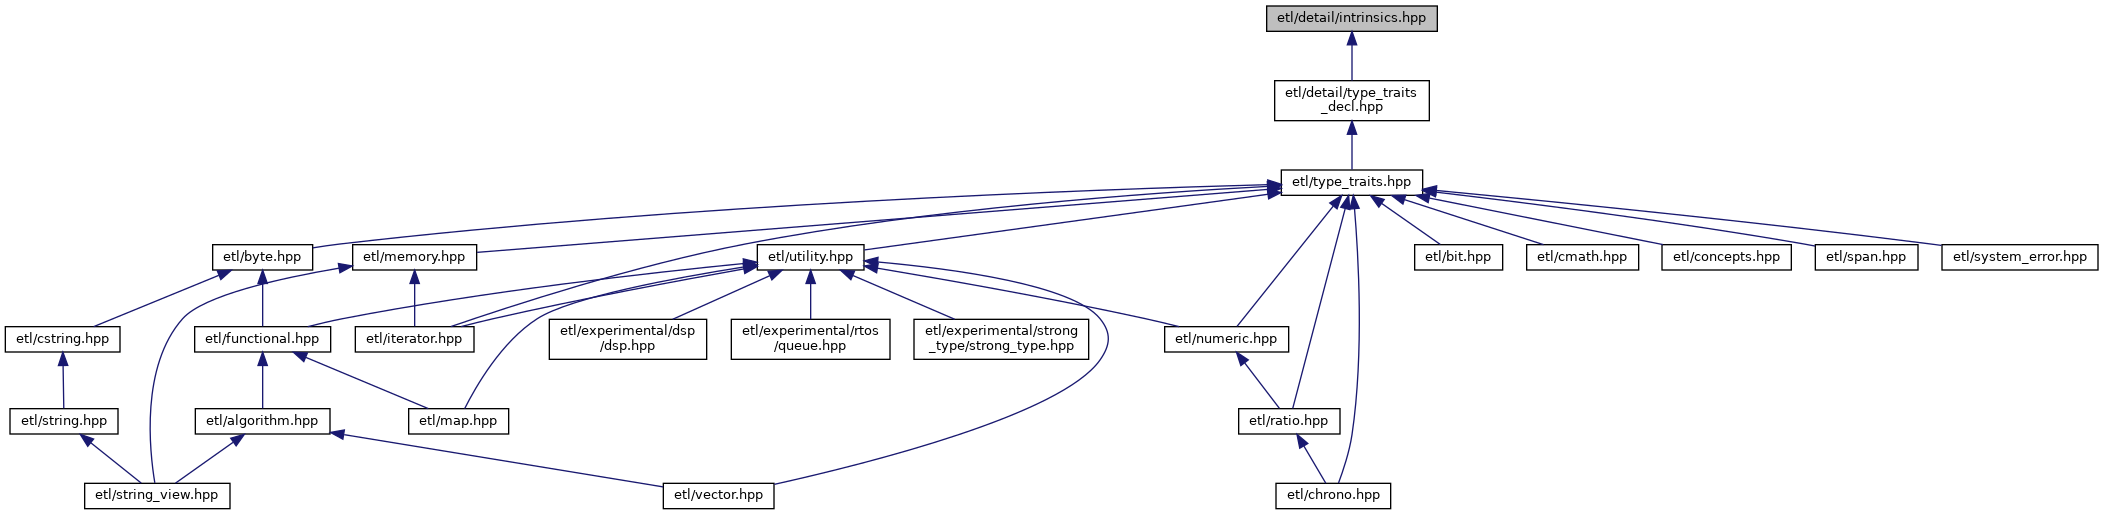 etl/detail/intrinsics.hpp
etl/detail/type_traits
_decl.hpp
etl/type_traits.hpp
etl/byte.hpp
etl/memory.hpp
etl/utility.hpp
etl/bit.hpp
etl/cmath.hpp
etl/concepts.hpp
etl/span.hpp
etl/system_error.hpp
etl/cstring.hpp
etl/functional.hpp
etl/iterator.hpp
etl/experimental/dsp
/dsp.hpp
etl/experimental/rtos
/queue.hpp
etl/experimental/strong
_type/strong_type.hpp
etl/numeric.hpp
etl/string.hpp
etl/algorithm.hpp
etl/map.hpp
etl/ratio.hpp
etl/string_view.hpp
etl/vector.hpp
etl/chrono.hpp